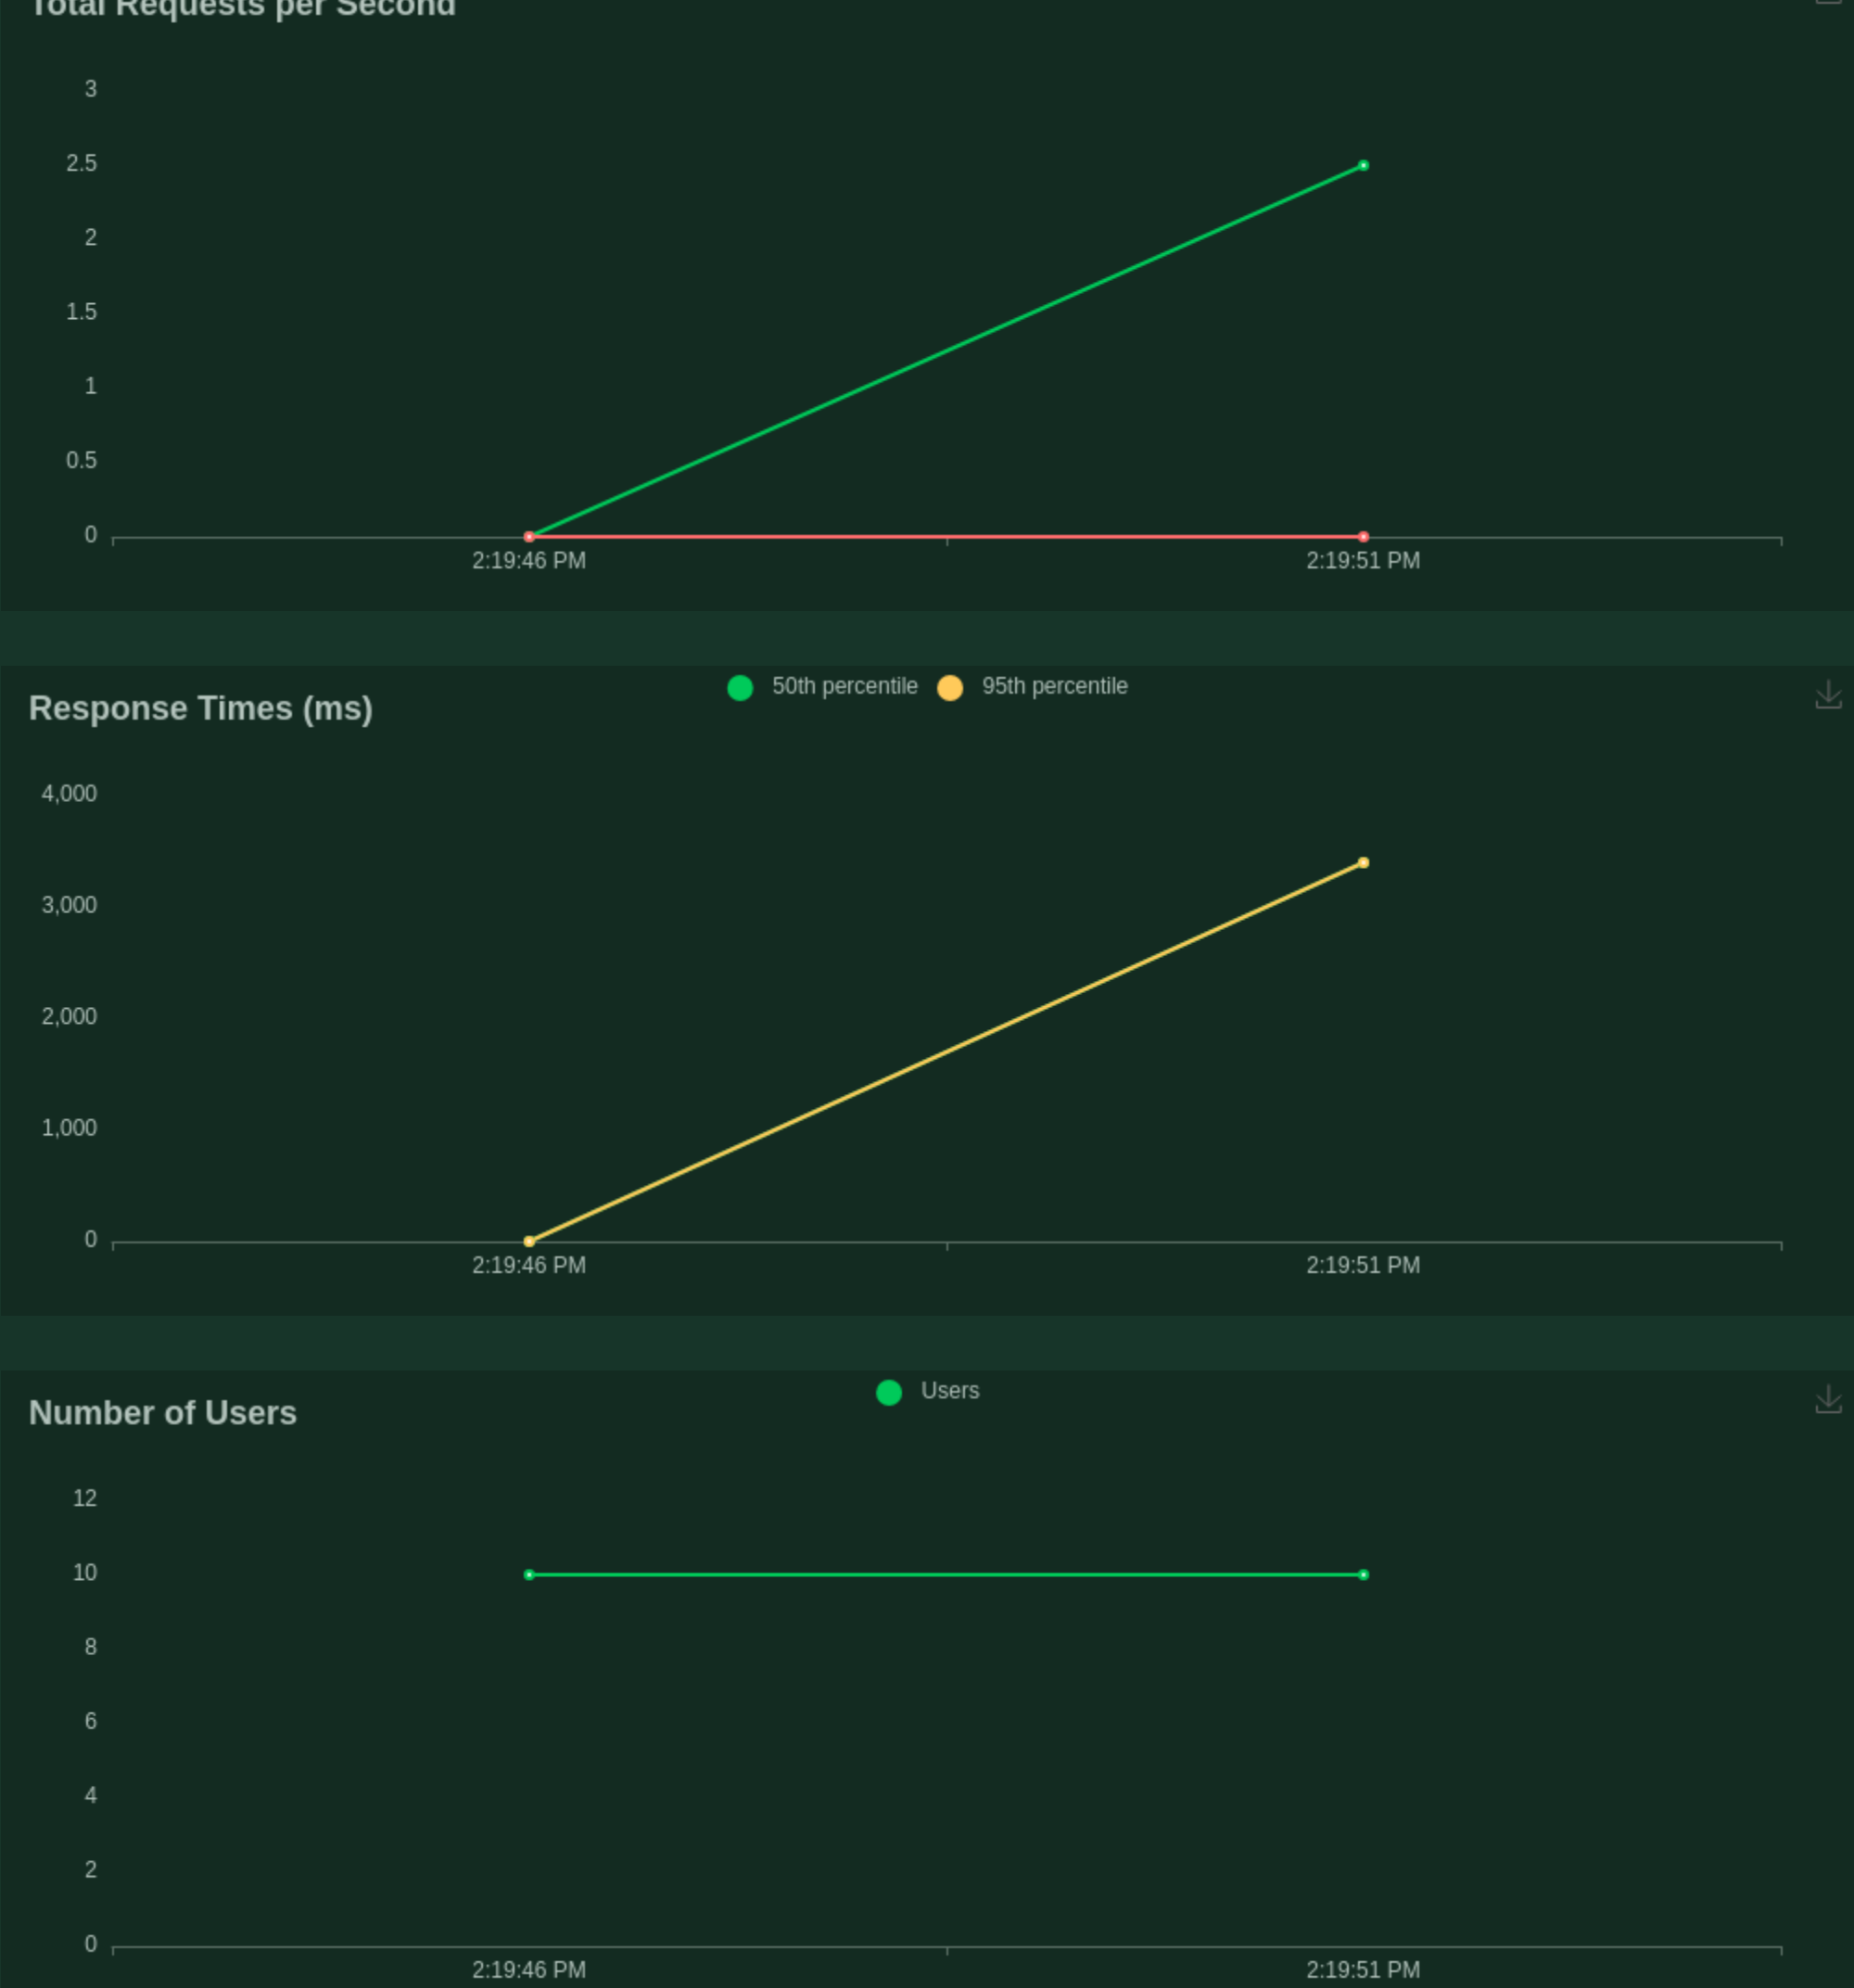 Total Requests per Second
3
2.5
2
1.5
1
0.5
0
2:19:46 PM 2:19:51 PM
50th percentile 95th percentile
Response Times (ms)
4,000
3,000
2,000
1,000
0
2:19:46 PM 2:19:51 PM
Users
Number of Users
12
10
8
6
4
2
0
2:19:46 PM 2:19:51 PM